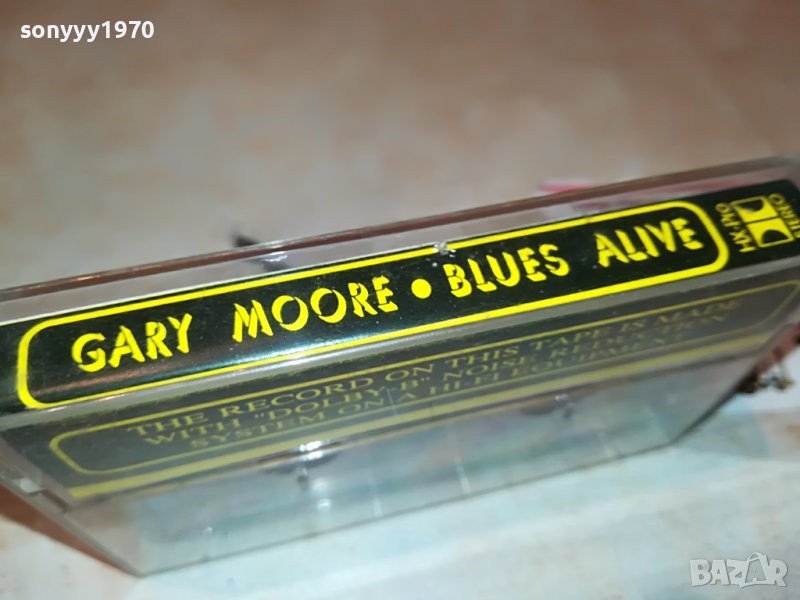 sonyyy1970
GARY MOORE • BLUES ALIVE
HX-PRO
STEREO
THE RECORD ON THIS TAPE IS MADE
WITH "DOLBY B" NOISE REDUCTION
SYSTEM ON A HI-FI EQUIPMENT
BAZAR